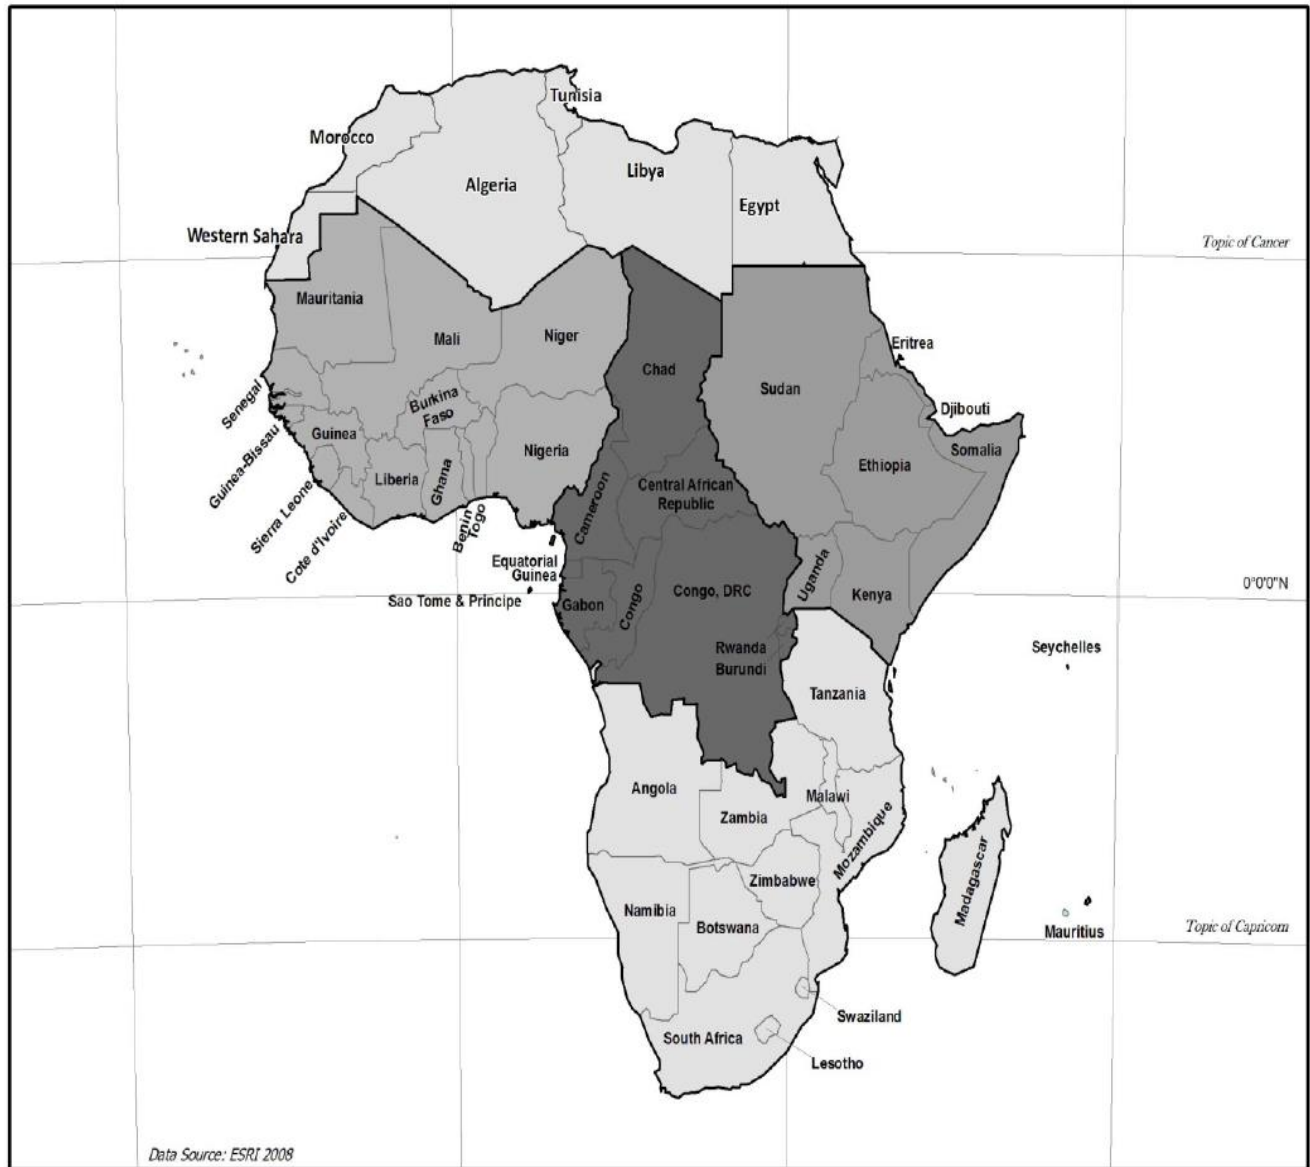 Tunisia
Morocco
Algeria
Libya
Egypt
Western Sahara
Topic of Cancer
Mauritania
Mali
Niger
Chad
Sudan
Eritrea
Senegal
Burkina
Faso
Djibouti
Guinea
Guinea-Bissau
Nigeria
Somalia
Ethiopia
Liberia
Ghana
Central African
Republic
Cameroon
Sierra Leone
Cote d'Ivoire
Benin
Togo
Equatorial
Guinea
Sao Tome & Principe
Gabon
Congo
Congo, DRC
Uganda
Kenya
0°0'0"N
Rwanda
Burundi
Seychelles
Tanzania
Angola
Zambia
Malawi
Mozambique
Zimbabwe
Madagascar
Namibia
Botswana
Mauritius
Topic of Capricorn
Swaziland
South Africa
Lesotho
Data Source: ESRI 2008